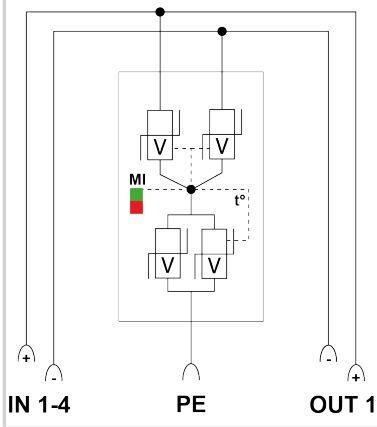 V V
MI
t°
V V
+ - - +
IN 1-4 PE OUT 1